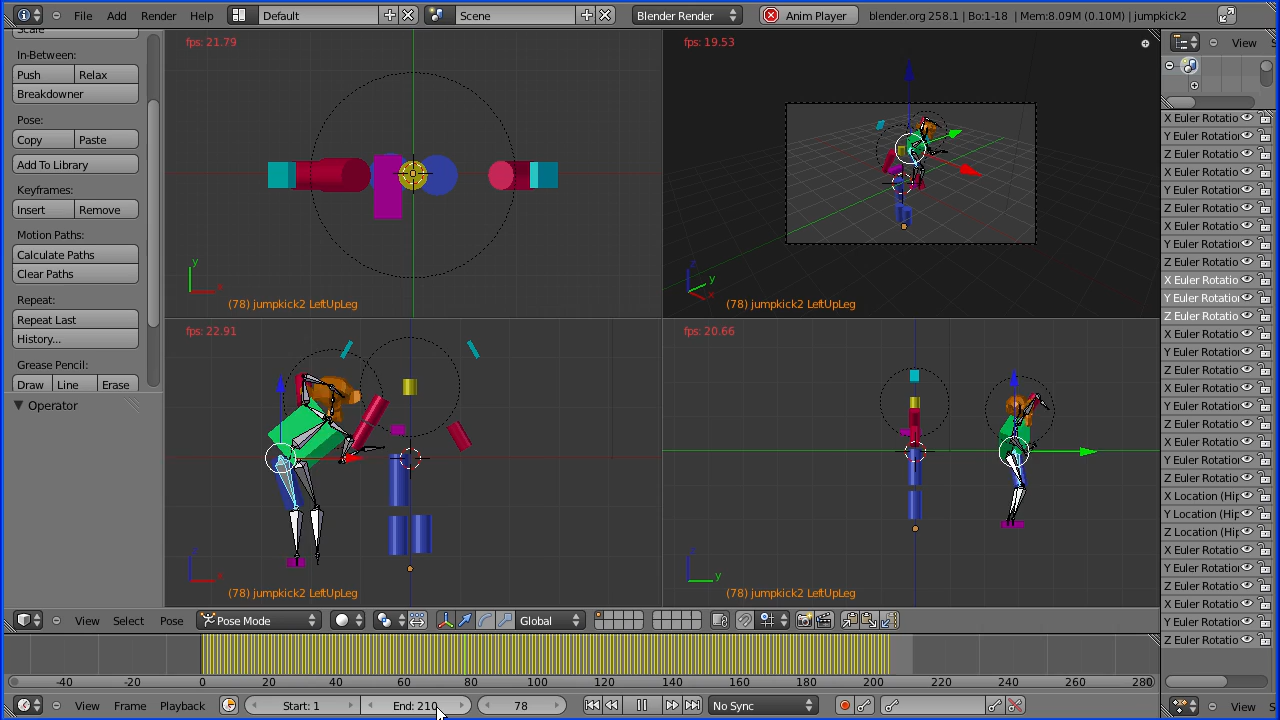 File Add Render Help Default Scene Blender Render Anim Player blender.org 258.1 | Bo:1-18 | Mem:8.09M (0.10M) | jumpkick2
Scale
In-Between:
Push Relax
Breakdowner
Pose:
Copy Paste
Add To Library
Keyframes:
Insert Remove
Motion Paths:
Calculate Paths
Clear Paths
Repeat:
Repeat Last
History...
Grease Pencil:
Draw Line Erase
Operator
fps: 21.79
y
x
(78) jumpkick2 LeftUpLeg
fps: 19.53
z
y
x
(78) jumpkick2 LeftUpLeg
fps: 22.91
z
x
(78) jumpkick2 LeftUpLeg
fps: 20.66
z
y
(78) jumpkick2 LeftUpLeg
View
X Euler Rotatio
Y Euler Rotatio
Z Euler Rotatio
X Euler Rotatio
Y Euler Rotatio
Z Euler Rotatio
X Euler Rotatio
Y Euler Rotatio
Z Euler Rotatio
X Euler Rotatio
Y Euler Rotatio
Z Euler Rotatio
X Euler Rotatio
Y Euler Rotatio
Z Euler Rotatio
X Euler Rotatio
Y Euler Rotatio
Z Euler Rotatio
X Euler Rotatio
Y Euler Rotatio
Z Euler Rotatio
X Location (Hip
Y Location (Hip
Z Location (Hip
X Euler Rotatio
Y Euler Rotatio
Z Euler Rotatio
X Euler Rotatio
Y Euler Rotatio
Z Euler Rotatio
View Select Pose Pose Mode Global
-40 -20 0 20 40 60 80 100 120 140 160 180 200 220 240 260 280
View Frame Playback Start: 1 End: 210 78 No Sync
View